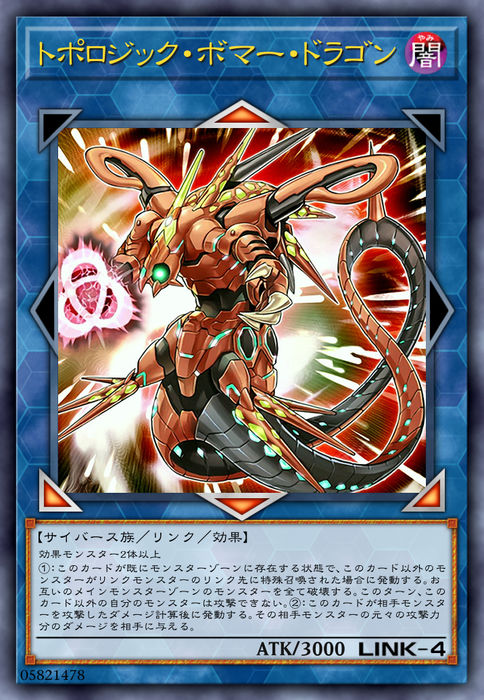 トポロジック・ボマー・ドラゴン
やみ
闇
【サイバース族／リンク／効果】
効果モンスター2体以上
①：このカードが既にモンスターゾーンに存在する状態で、このカード以外のモ
ンスターがリンクモンスターのリンク先に特殊召喚された場合に発動する。お
互いのメインモンスターゾーンのモンスターを全て破壊する。このターン、この
カード以外の自分のモンスターは攻撃できない。②：このカードが相手モンスタ
ーを攻撃したダメージ計算後に発動する。その相手モンスターの元々の攻撃力
分のダメージを相手に与える。
ATK/3000 LINK-4
05821478